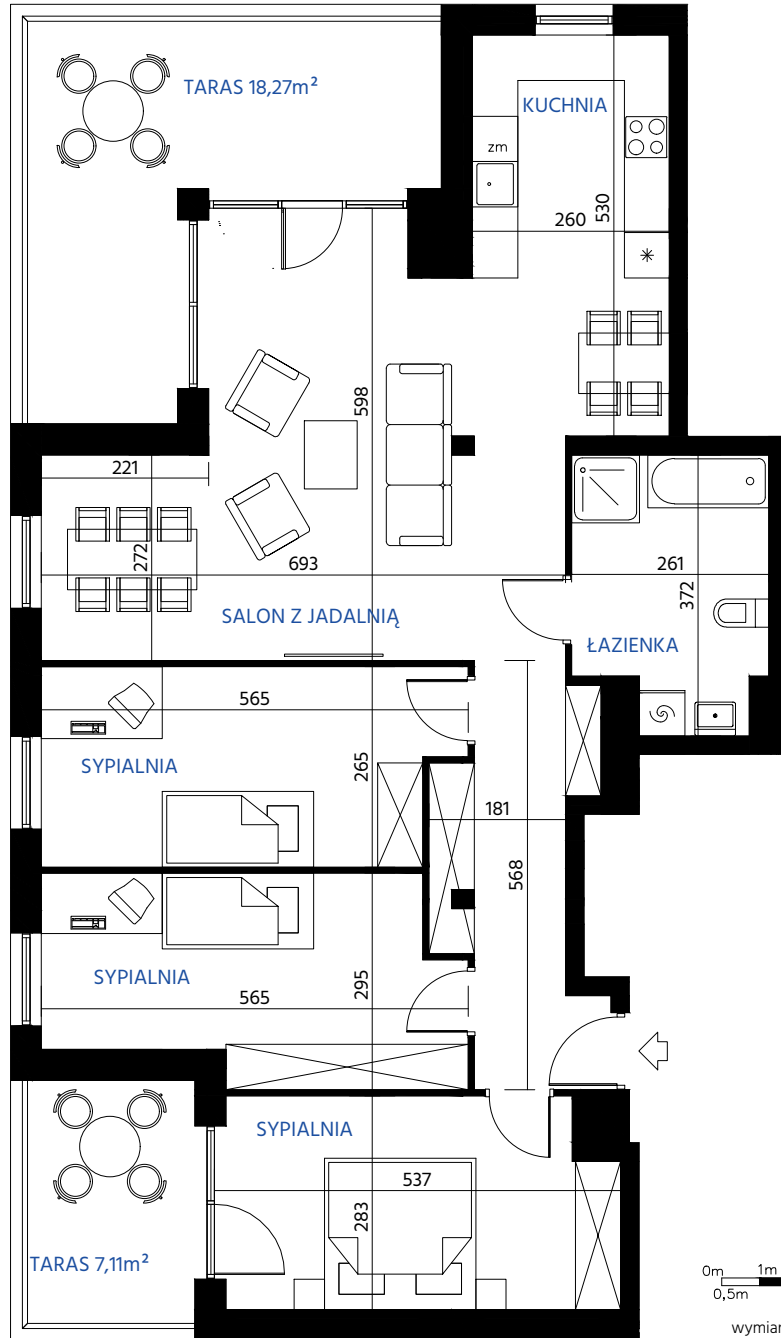 TARAS 18,27m²
KUCHNIA
zm
260
530
598
221
272
693
261
372
SALON Z JADALNIĄ
ŁAZIENKA
565
265
SYPIALNIA
181
568
SYPIALNIA
565
295
SYPIALNIA
537
283
TARAS 7,11m²
0m 1m
0,5m
wymiar